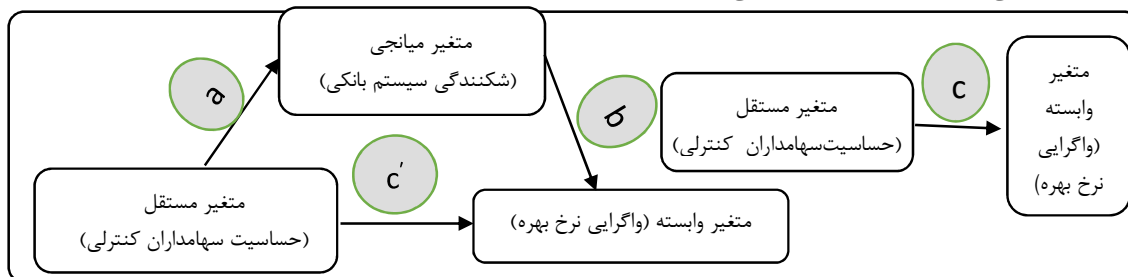 متغیر میانجی
(شکنندگی سیستم بانکی)
a
متغیر مستقل
(حساسیت سهامداران کنترلی)
c′
b
متغیر وابسته (واگرایی نرخ بهره)
متغیر مستقل
(حساسیت‌سهامداران کنترلی)
c
متغیر
وابسته
(واگرایی
نرخ بهره)